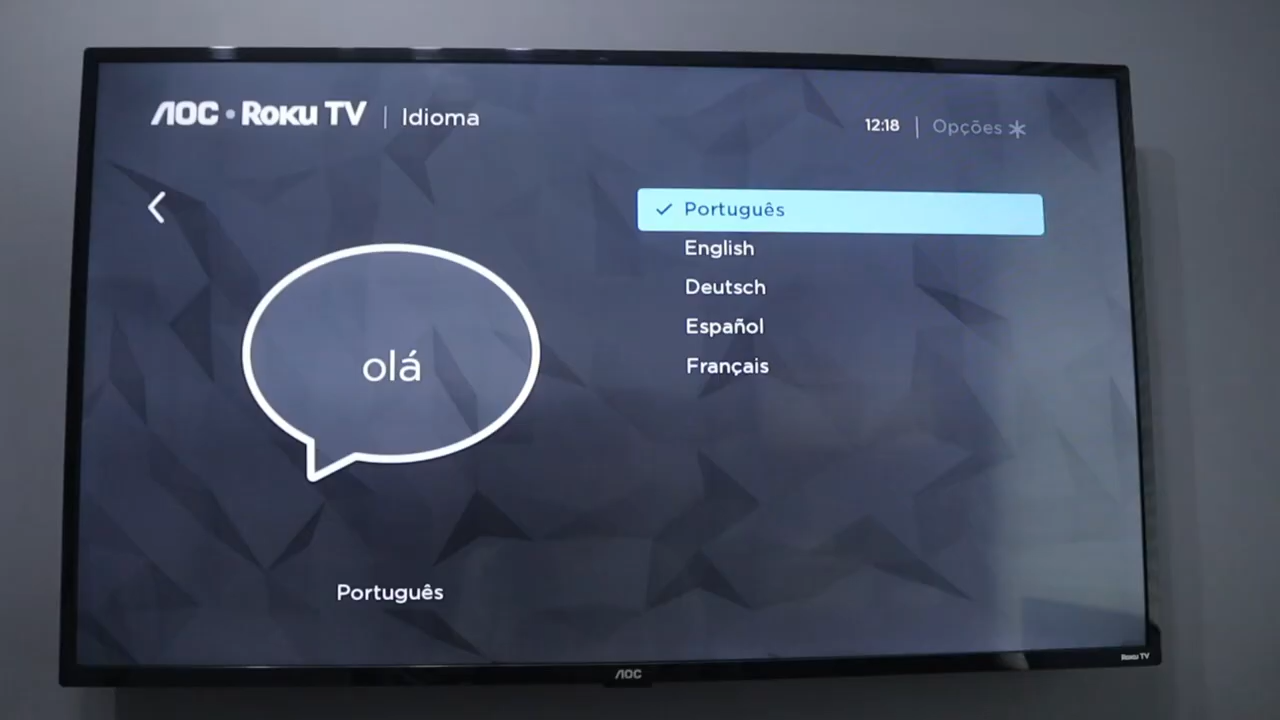 AOC • Roku TV | Idioma
12:18 | Opções *
Português
English
Deutsch
Español
Français
olá
Português
AOC
Roku TV